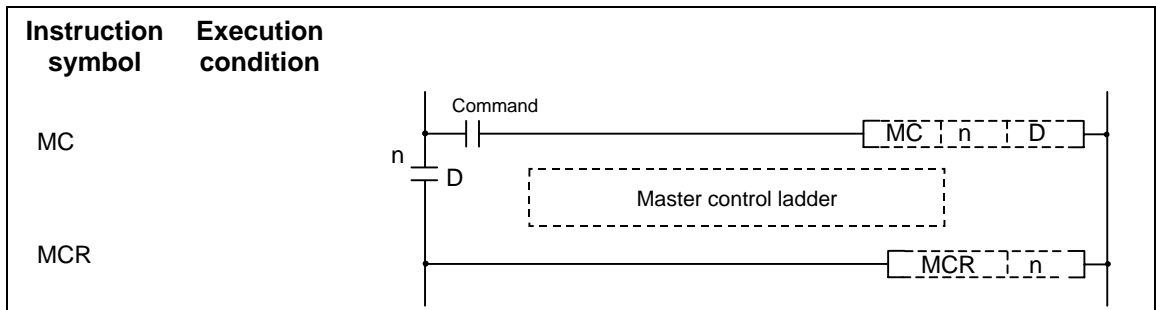 Instruction symbol
Execution condition
Command
MC
MC n D
n
D
Master control ladder
MCR
MCR n